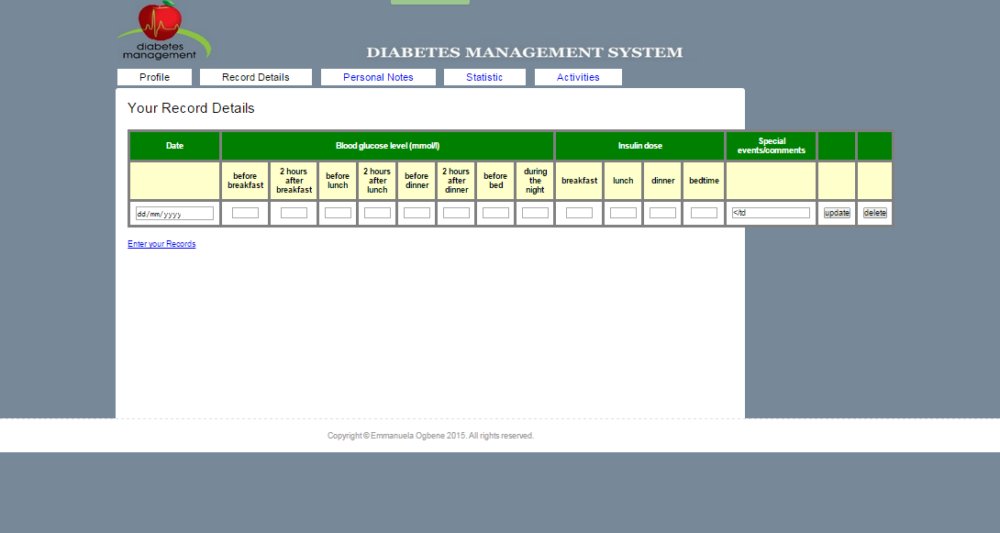 diabetes
management
DIABETES MANAGEMENT SYSTEM
Profile Record Details Personal Notes Statistic Activities
Your Record Details
Date Blood glucose level (mmol/l) Insulin dose Special events/comments
before breakfast 2 hours after breakfast before lunch 2 hours after lunch before dinner 2 hours after dinner before bed during the night breakfast lunch dinner bedtime
dd/mm/yyyy </td update delete
Enter your Records
Copyright © Emmanuela Ogbene 2015. All rights reserved.